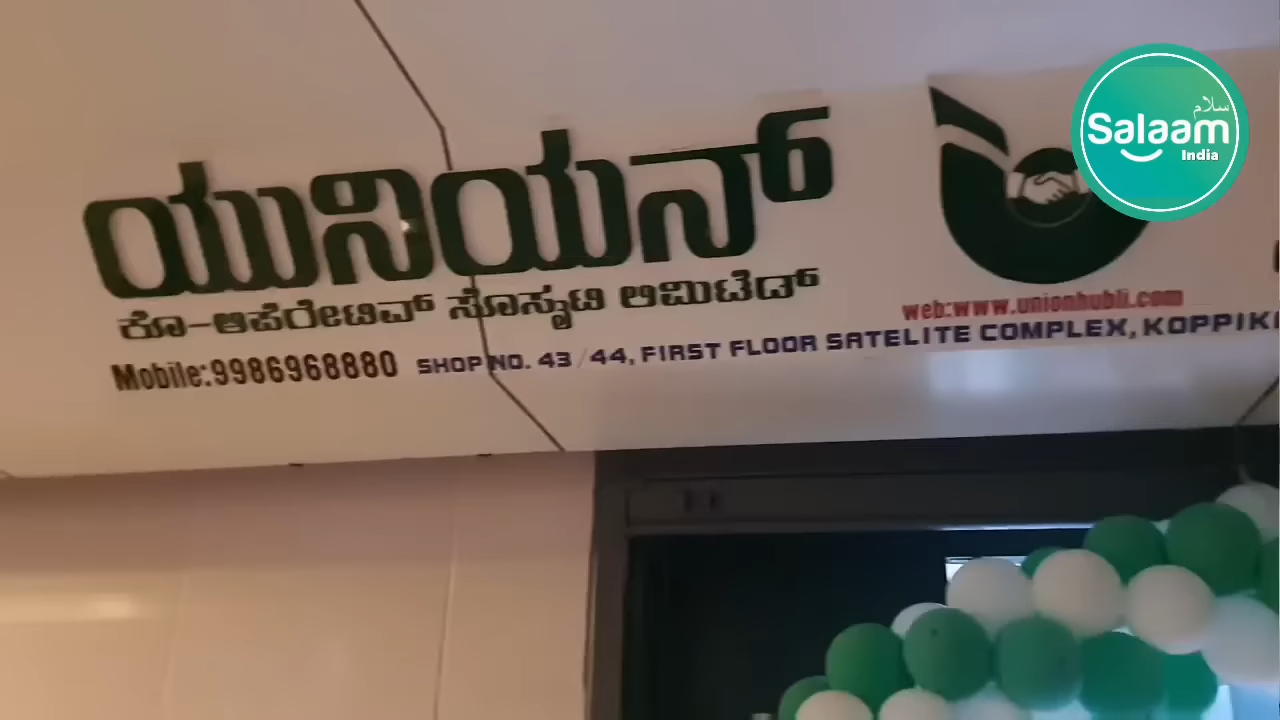 ಯುನಿಯನ್
ಕೊ-ಆಪರೇಟಿವ್ ಸೊಸೃಟಿ ಲಿಮಿಟೆಡ್
web:www.unionhubli.com
Mobile:9986968880 SHOP NO. 43/44, FIRST FLOOR SATELITE COMPLEX, KOPPIK
سلام
Salaam
India